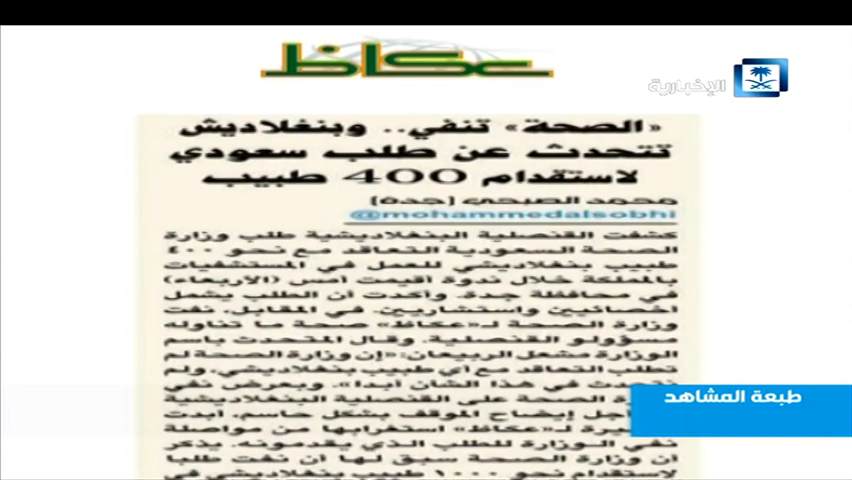 عكاظ
الإخبارية
«الصحة» تنفي.. وبنغلاديش
تتحدث عن طلب سعودي
لاستقدام 400 طبيب
محمد الصبحي (جدة)
@mohammedalsobhi
كشفت القنصلية البنغلاديشية طلب وزارة
الصحة السعودية التعاقد مع نحو ٤٠٠
طبيب بنغلاديشي للعمل في المستشفيات
بالمملكة خلال ندوة أقيمت أمس (الأربعاء)
في محافظة جدة. وأكدت أن الطلب يشمل
أخصائيين واستشاريين. في المقابل، نفت
وزارة الصحة لـ«عكاظ» صحة ما تناوله
مسؤولو القنصلية. وقال المتحدث باسم
الوزارة مشعل الربيعان: «إن وزارة الصحة لم
تطلب التعاقد مع أي طبيب بنغلاديشي، ولم
تتحدث في هذا الشأن أبدا». وبعرض نفي
الصحة على القنصلية البنغلاديشية
أجل إيضاح الموقف بشكل حاسم، أبدت
لـ«عكاظ» استغرابها من مواصلة
نفي الوزارة للطلب الذي يقدمونه. يذكر
أن وزارة الصحة سبق لها أن نفت طلبا
لاستقدام نحو ١٠٠٠ طبيب بنغلاديشي في
طبعة المشاهد